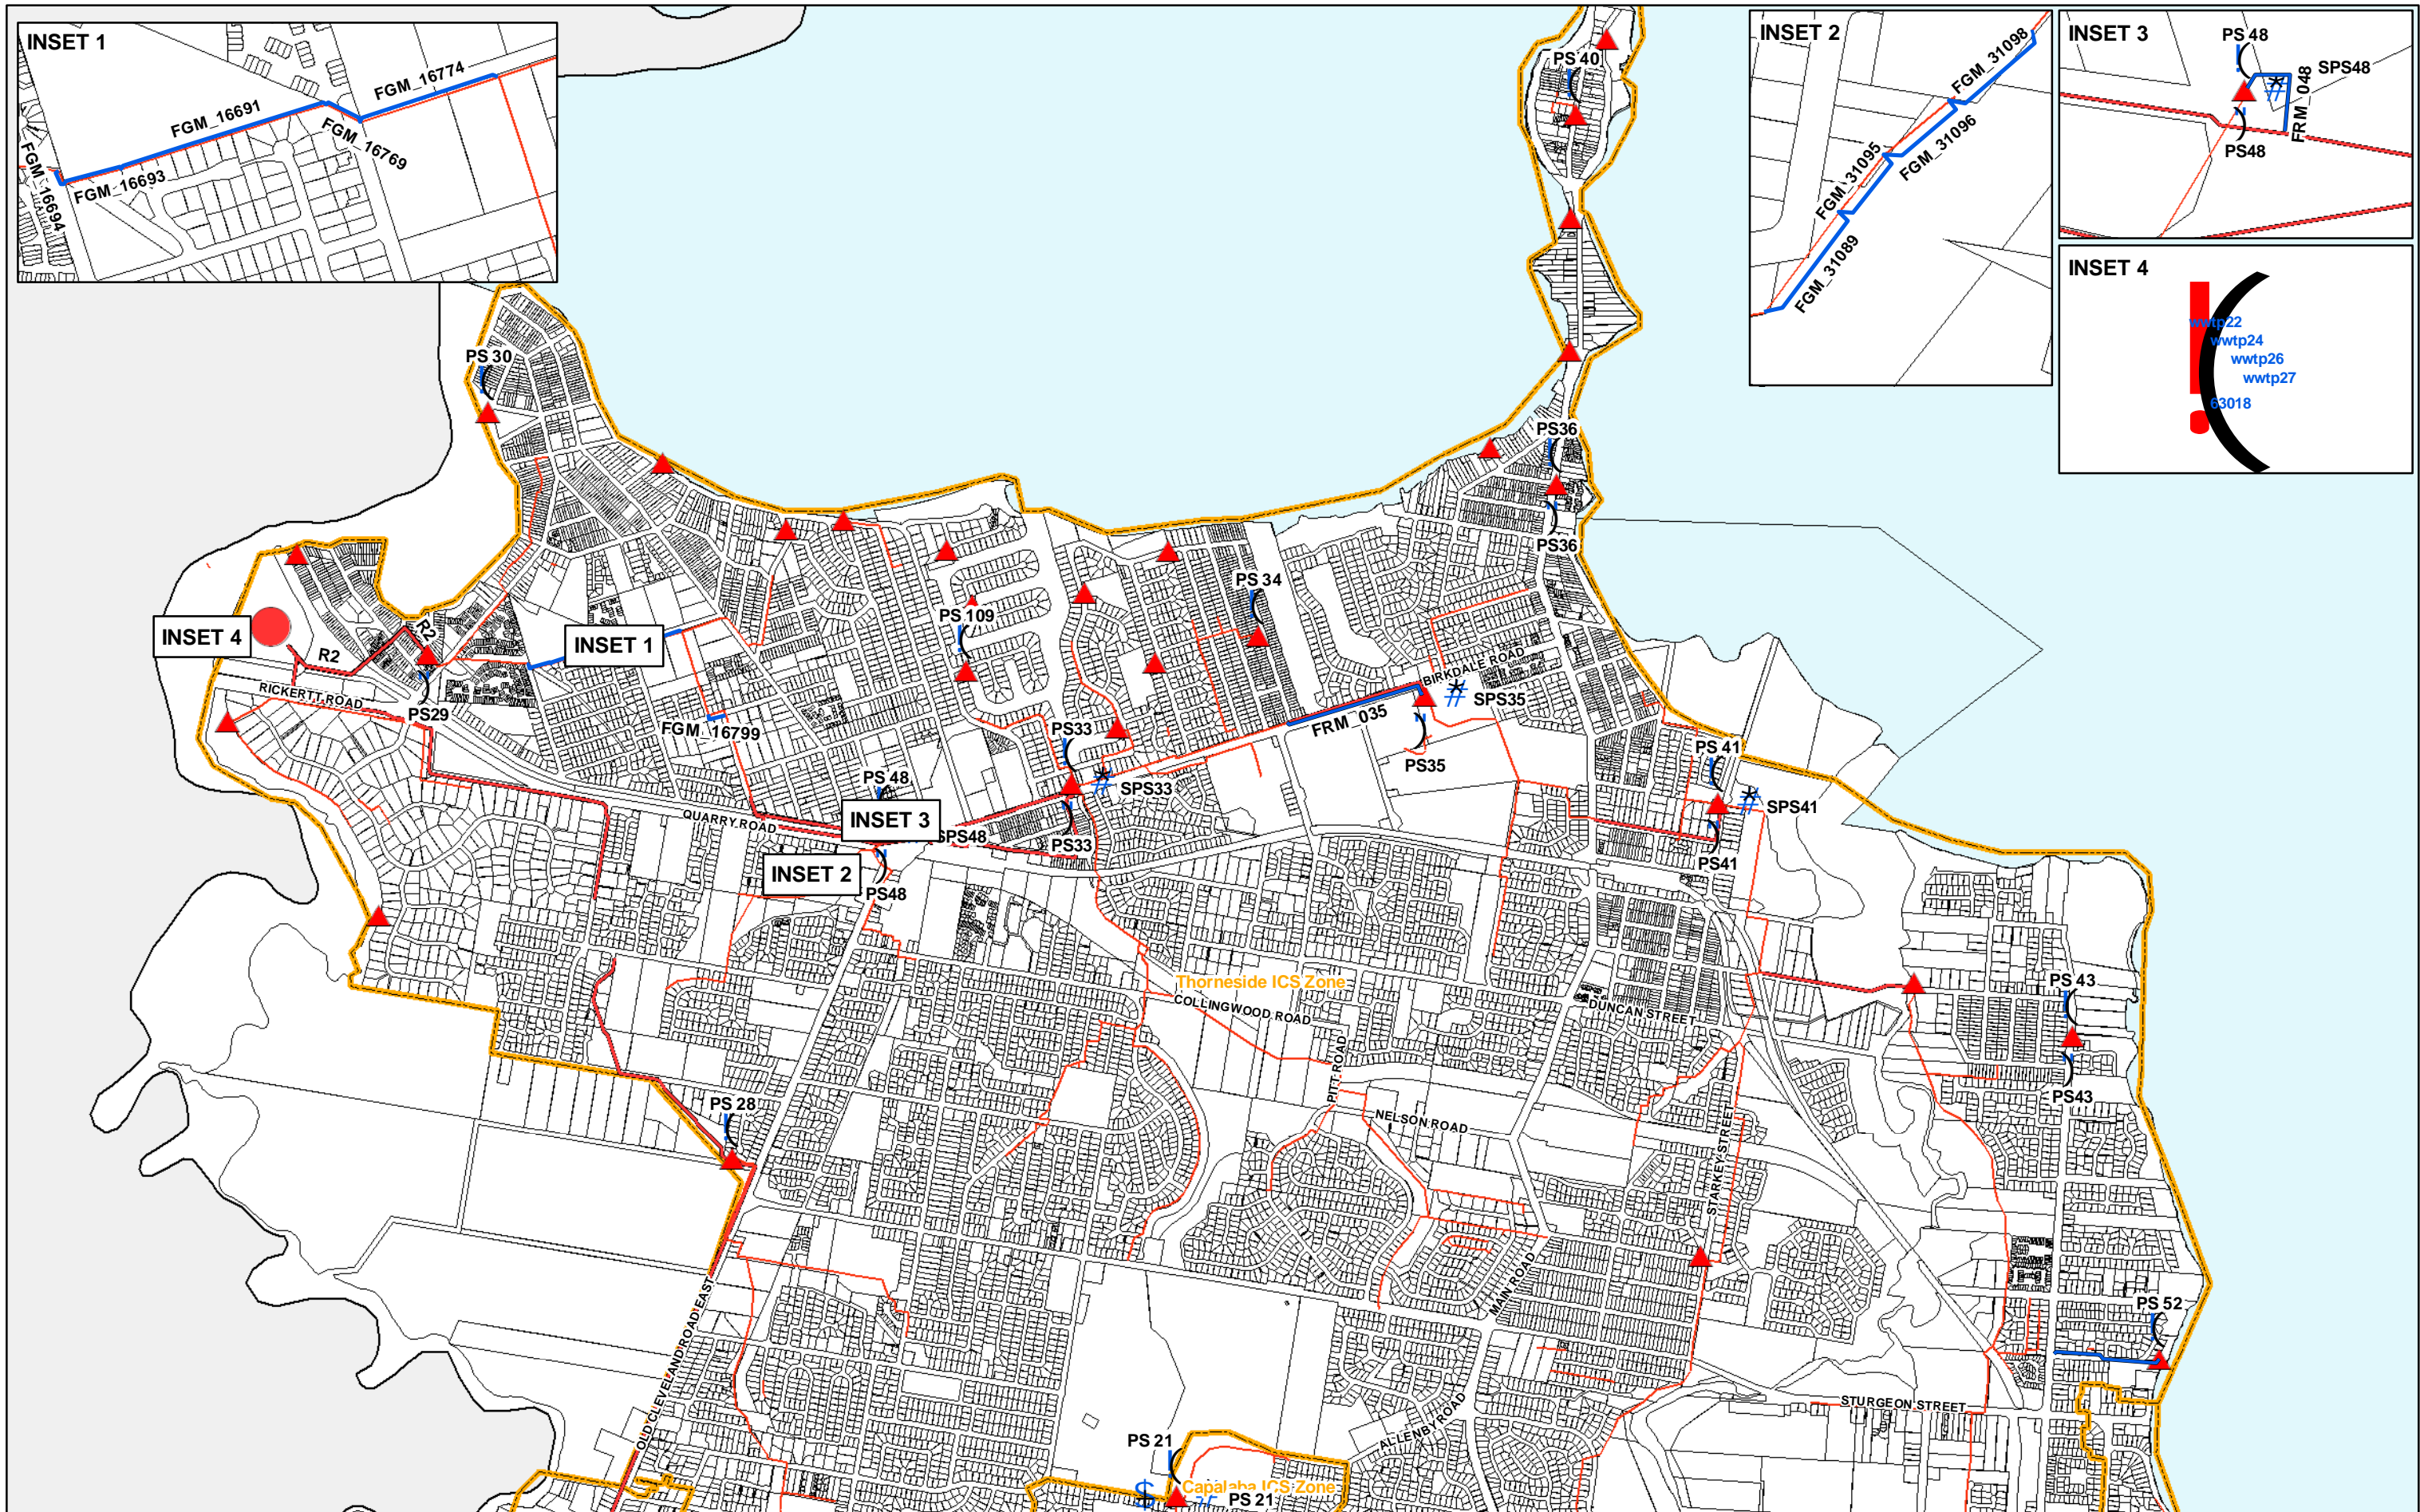 INSET 1
FGM_16774
FGM_16691
FGM_16769
FGM_16693
FGM_16694
INSET 2
FGM_31098
FGM_31096
FGM_31095
FGM_31089
INSET 3
PS 48
SPS48
FRM_048
PS48
INSET 4
wwtp22
wwtp24
wwtp26
wwtp27
63018
PS 40
PS 30
PS36
PS36
PS 34
PS 109
INSET 4
R2
R2
INSET 1
RICKERTT ROAD
PS29
FGM_16799
BIRKDALE ROAD
SPS35
FRM_035
PS35
PS33
SPS33
PS33
PS 41
SPS41
PS41
PS 48
INSET 3
SPS48
QUARRY ROAD
INSET 2
PS48
Thorneside ICS Zone
COLLINGWOOD ROAD
DUNCAN STREET
PS 43
PS43
PITT ROAD
NELSON ROAD
STARKEY STREET
PS 28
MAIN ROAD
PS 52
OLD CLEVELAND ROAD EAST
ALLENBY ROAD
STURGEON STREET
PS 21
$
Capalaba ICS Zone
PS 21